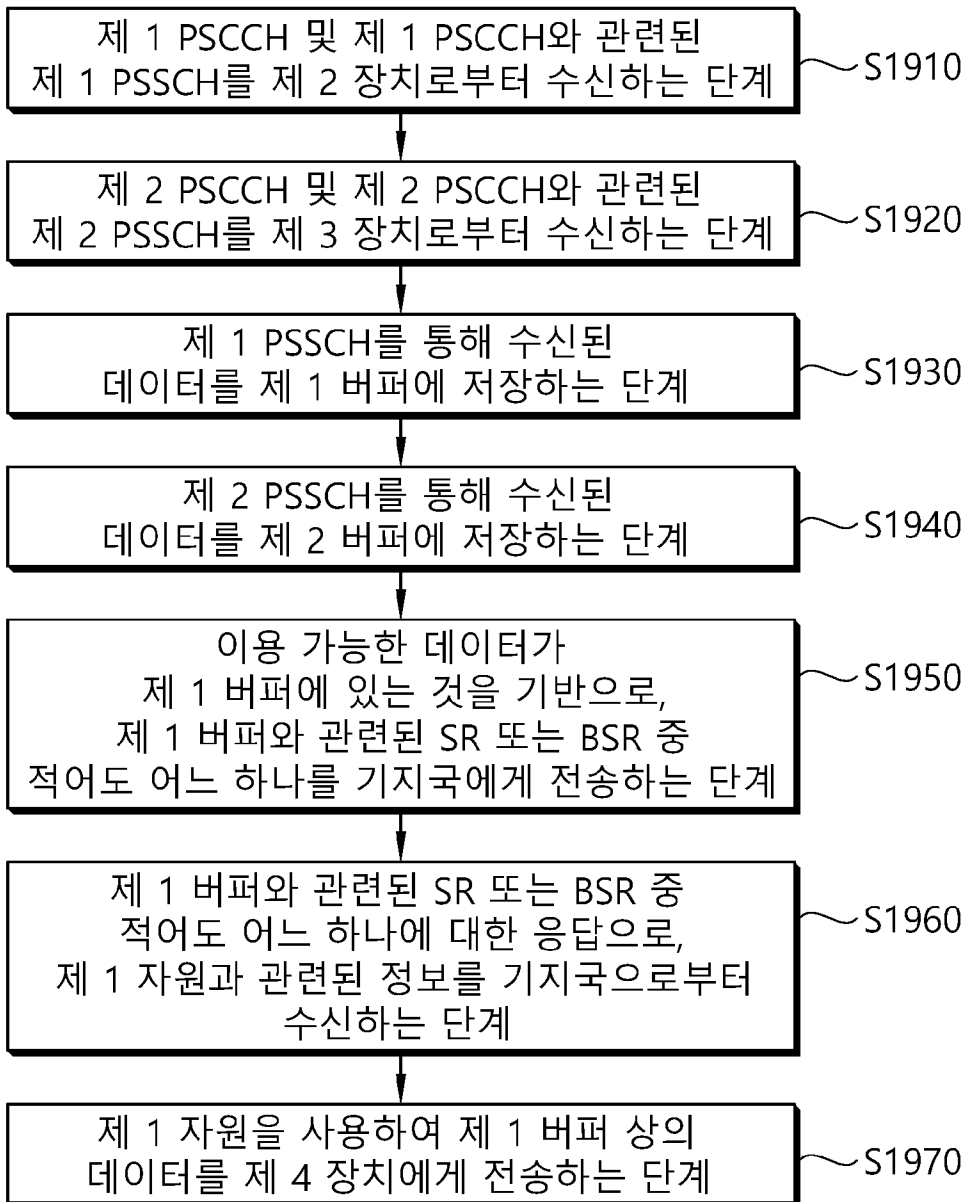 제 1 PSCCH 및 제 1 PSCCH와 관련된
제 1 PSSCH를 제 2 장치로부터 수신하는 단계
S1910
제 2 PSCCH 및 제 2 PSCCH와 관련된
제 2 PSSCH를 제 3 장치로부터 수신하는 단계
S1920
제 1 PSSCH를 통해 수신된
데이터를 제 1 버퍼에 저장하는 단계
S1930
제 2 PSSCH를 통해 수신된
데이터를 제 2 버퍼에 저장하는 단계
S1940
이용 가능한 데이터가
제 1 버퍼에 있는 것을 기반으로,
제 1 버퍼와 관련된 SR 또는 BSR 중
적어도 어느 하나를 기지국에게 전송하는 단계
S1950
제 1 버퍼와 관련된 SR 또는 BSR 중
적어도 어느 하나에 대한 응답으로,
제 1 자원과 관련된 정보를 기지국으로부터
수신하는 단계
S1960
제 1 자원을 사용하여 제 1 버퍼 상의
데이터를 제 4 장치에게 전송하는 단계
S1970